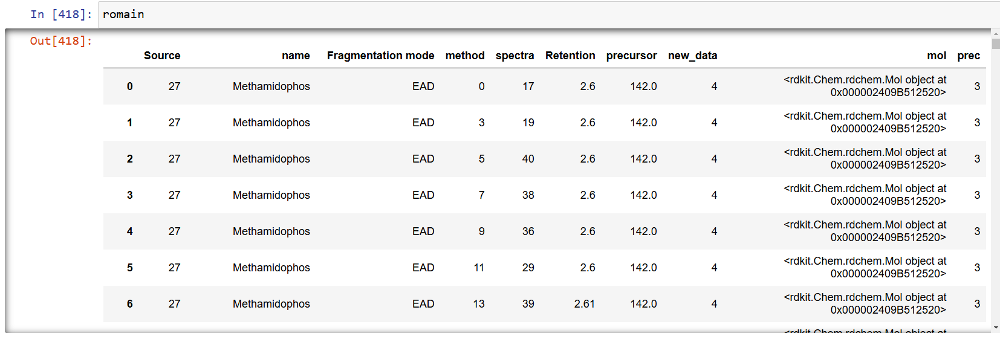 In [418]: romain
Out[418]:
Source name Fragmentation mode method spectra Retention precursor new_data mol prec
0 27 Methamidophos EAD 0 17 2.6 142.0 4 <rdkit.Chem.rdchem.Mol object at 0x000002409B512520> 3
1 27 Methamidophos EAD 3 19 2.6 142.0 4 <rdkit.Chem.rdchem.Mol object at 0x000002409B512520> 3
2 27 Methamidophos EAD 5 40 2.6 142.0 4 <rdkit.Chem.rdchem.Mol object at 0x000002409B512520> 3
3 27 Methamidophos EAD 7 38 2.6 142.0 4 <rdkit.Chem.rdchem.Mol object at 0x000002409B512520> 3
4 27 Methamidophos EAD 9 36 2.6 142.0 4 <rdkit.Chem.rdchem.Mol object at 0x000002409B512520> 3
5 27 Methamidophos EAD 11 29 2.6 142.0 4 <rdkit.Chem.rdchem.Mol object at 0x000002409B512520> 3
6 27 Methamidophos EAD 13 39 2.61 142.0 4 <rdkit.Chem.rdchem.Mol object at 0x000002409B512520> 3
<rdkit.Chem.rdchem.Mol object at